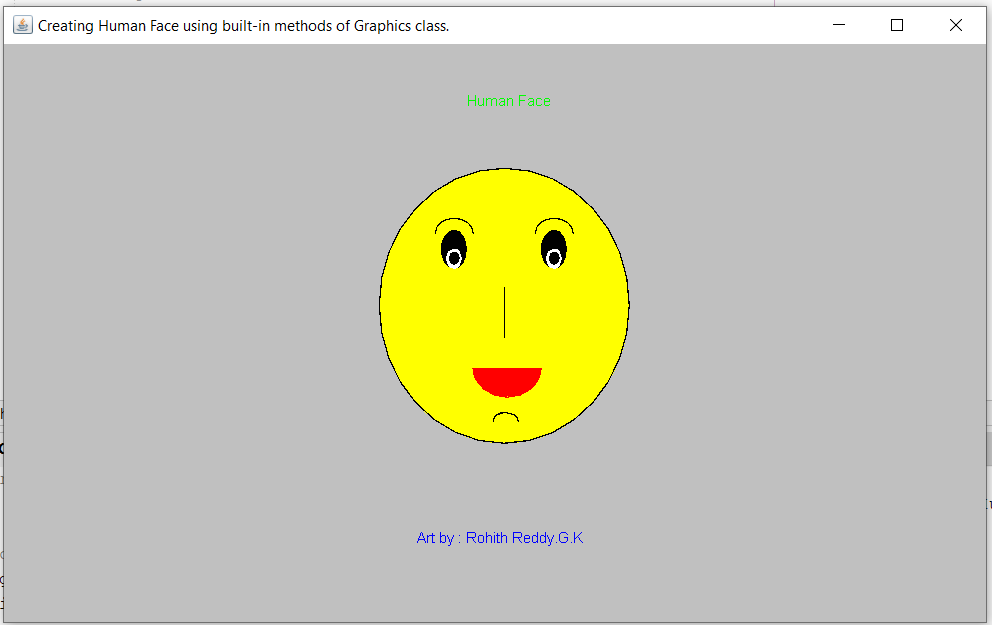 Creating Human Face using built-in methods of Graphics class.
Human Face
Art by : Rohith Reddy.G.K